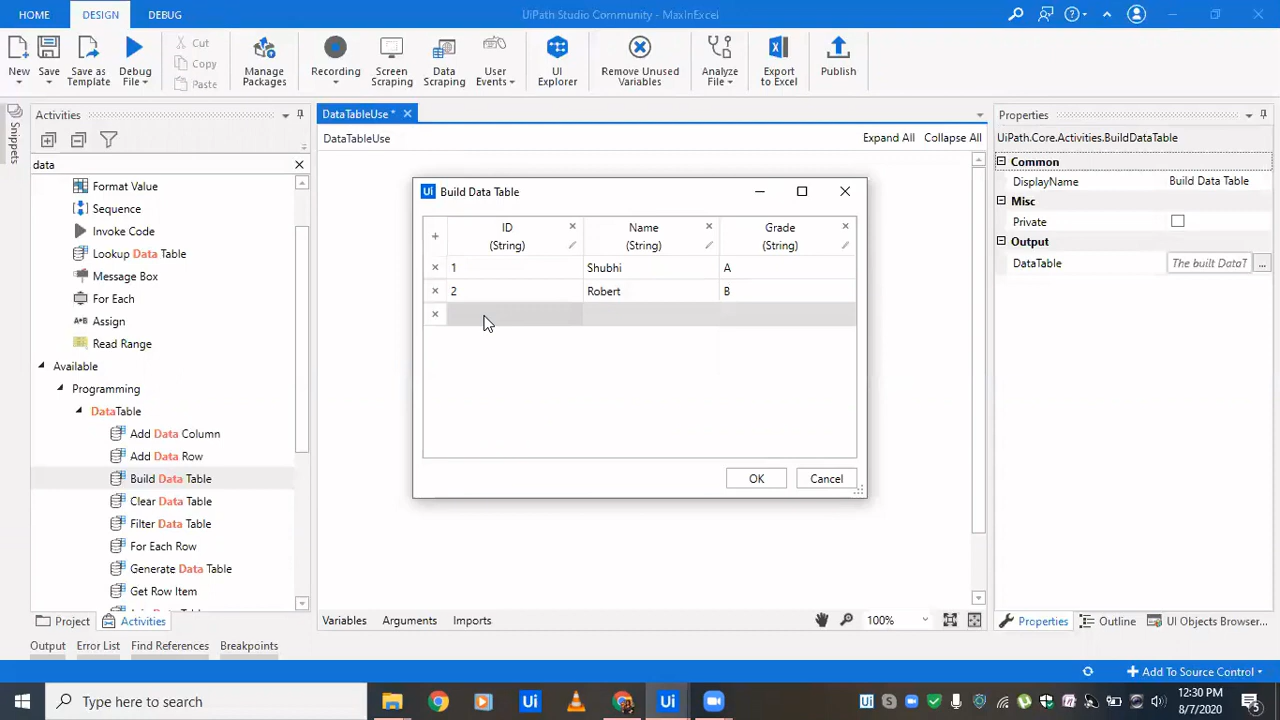 HOME DESIGN DEBUG UiPath Studio Community - MaxInExcel
New Save Save as Template Debug File Cut Copy Paste Manage Packages Recording Screen Scraping Data Scraping User Events UI Explorer Remove Unused Variables Analyze File Export to Excel Publish
Snippets
Activities
data
Format Value
Sequence
Invoke Code
Lookup Data Table
Message Box
For Each
A+B Assign
Read Range
Available
Programming
DataTable
Add Data Column
Add Data Row
Build Data Table
Clear Data Table
Filter Data Table
For Each Row
Generate Data Table
Get Row Item
Project Activities
DataTableUse *
DataTableUse Expand All Collapse All
Ui Build Data Table
ID Name Grade
(String) (String) (String)
1 Shubhi A
2 Robert B
OK Cancel
Variables Arguments Imports 100%
Properties
UiPath.Core.Activities.BuildDataTable
Common
DisplayName Build Data Table
Misc
Private
Output
DataTable The built DataT ...
Properties Outline UI Objects Browser...
Output Error List Find References Breakpoints
Add To Source Control
Type here to search
12:30 PM
8/7/2020
5